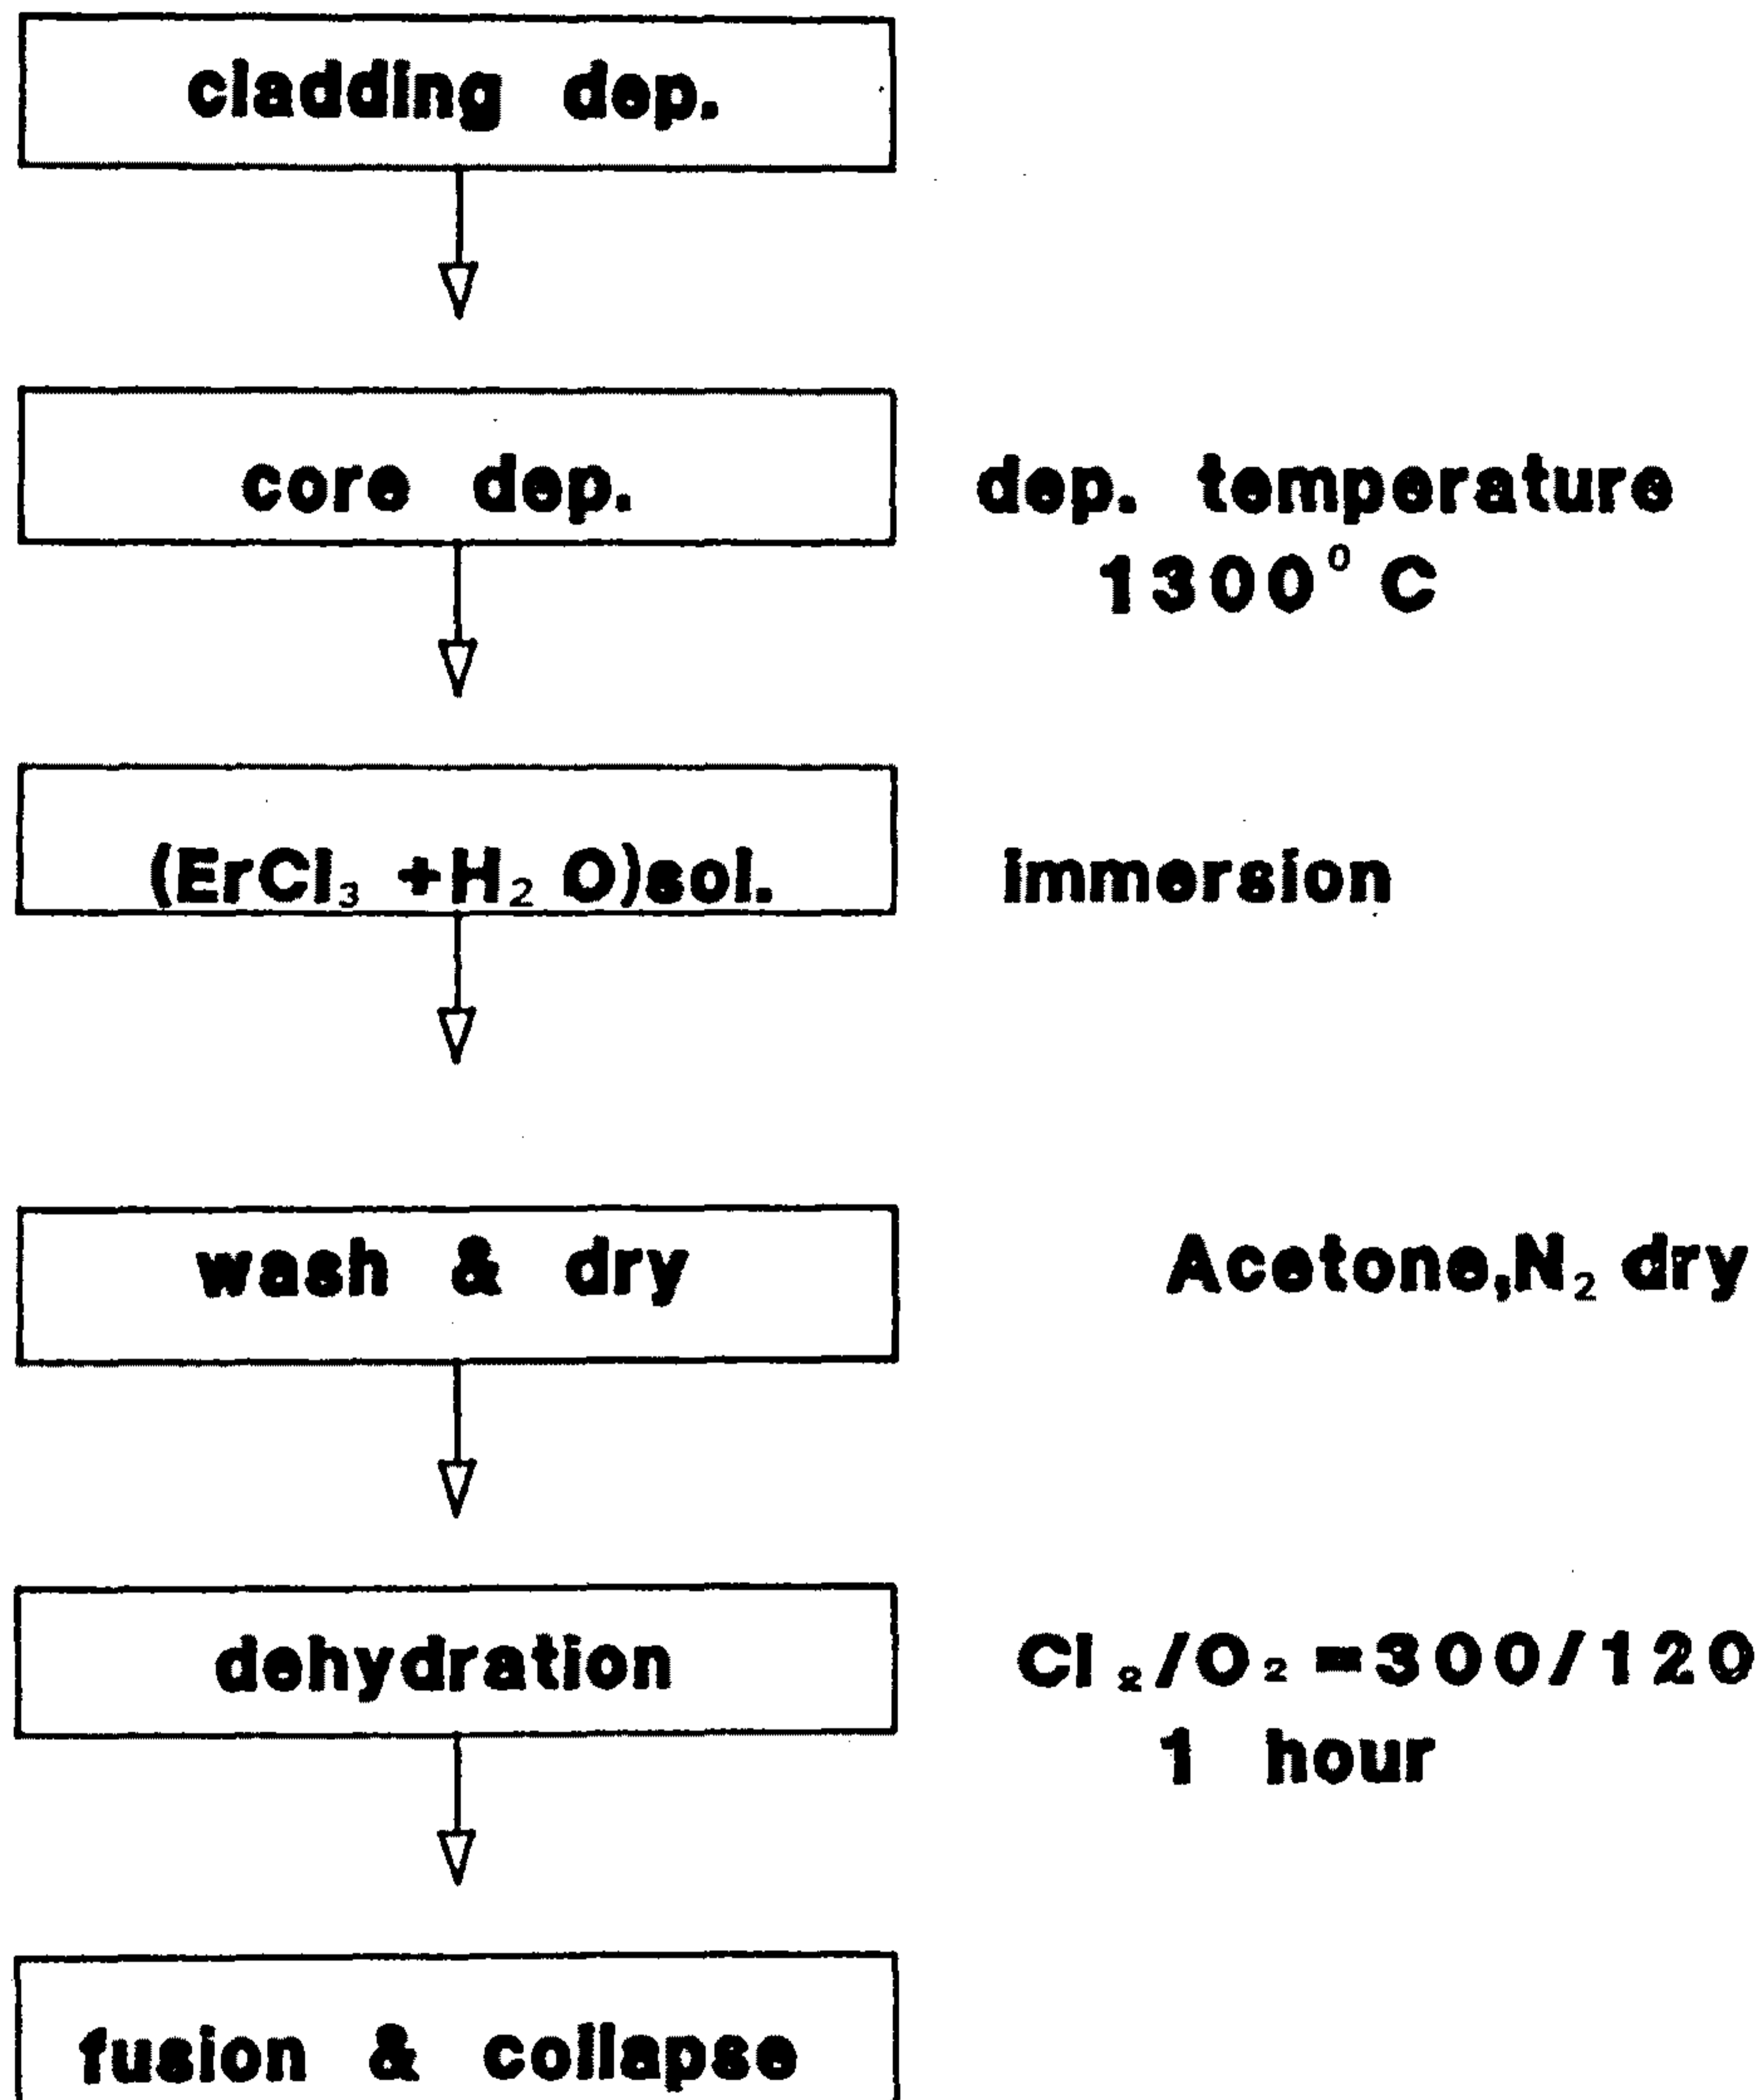 cladding dep.
core dep.
dep. temperature
1300° C
(ErCl₃ +H₂ O)sol.
immersion
wash & dry
Acetone,N₂ dry
dehydration
Cl₂/O₂ =300/120
1 hour
fusion & collapse